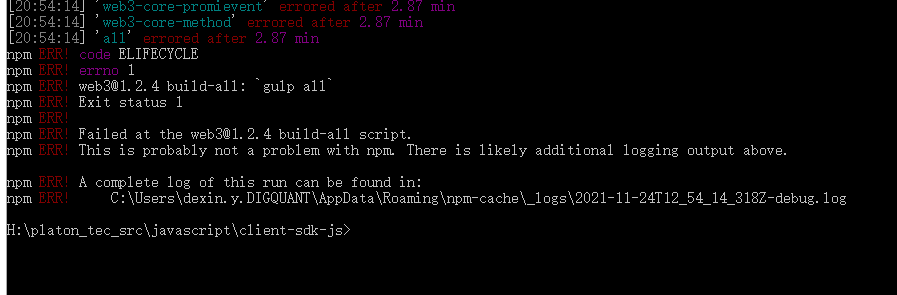 [20:54:14] 'web3-core-promievent' errored after 2.87 min
[20:54:14] 'web3-core-method' errored after 2.87 min
[20:54:14] 'all' errored after 2.87 min
npm ERR! code ELIFECYCLE
npm ERR! errno 1
npm ERR! web3@1.2.4 build-all: `gulp all`
npm ERR! Exit status 1
npm ERR!
npm ERR! Failed at the web3@1.2.4 build-all script.
npm ERR! This is probably not a problem with npm. There is likely additional logging output above.
npm ERR! A complete log of this run can be found in:
npm ERR!     C:\Users\dexin.y.DIGQUANT\AppData\Roaming\npm-cache\_logs\2021-11-24T12_54_14_318Z-debug.log
H:\platon_tec_src\javascript\client-sdk-js>